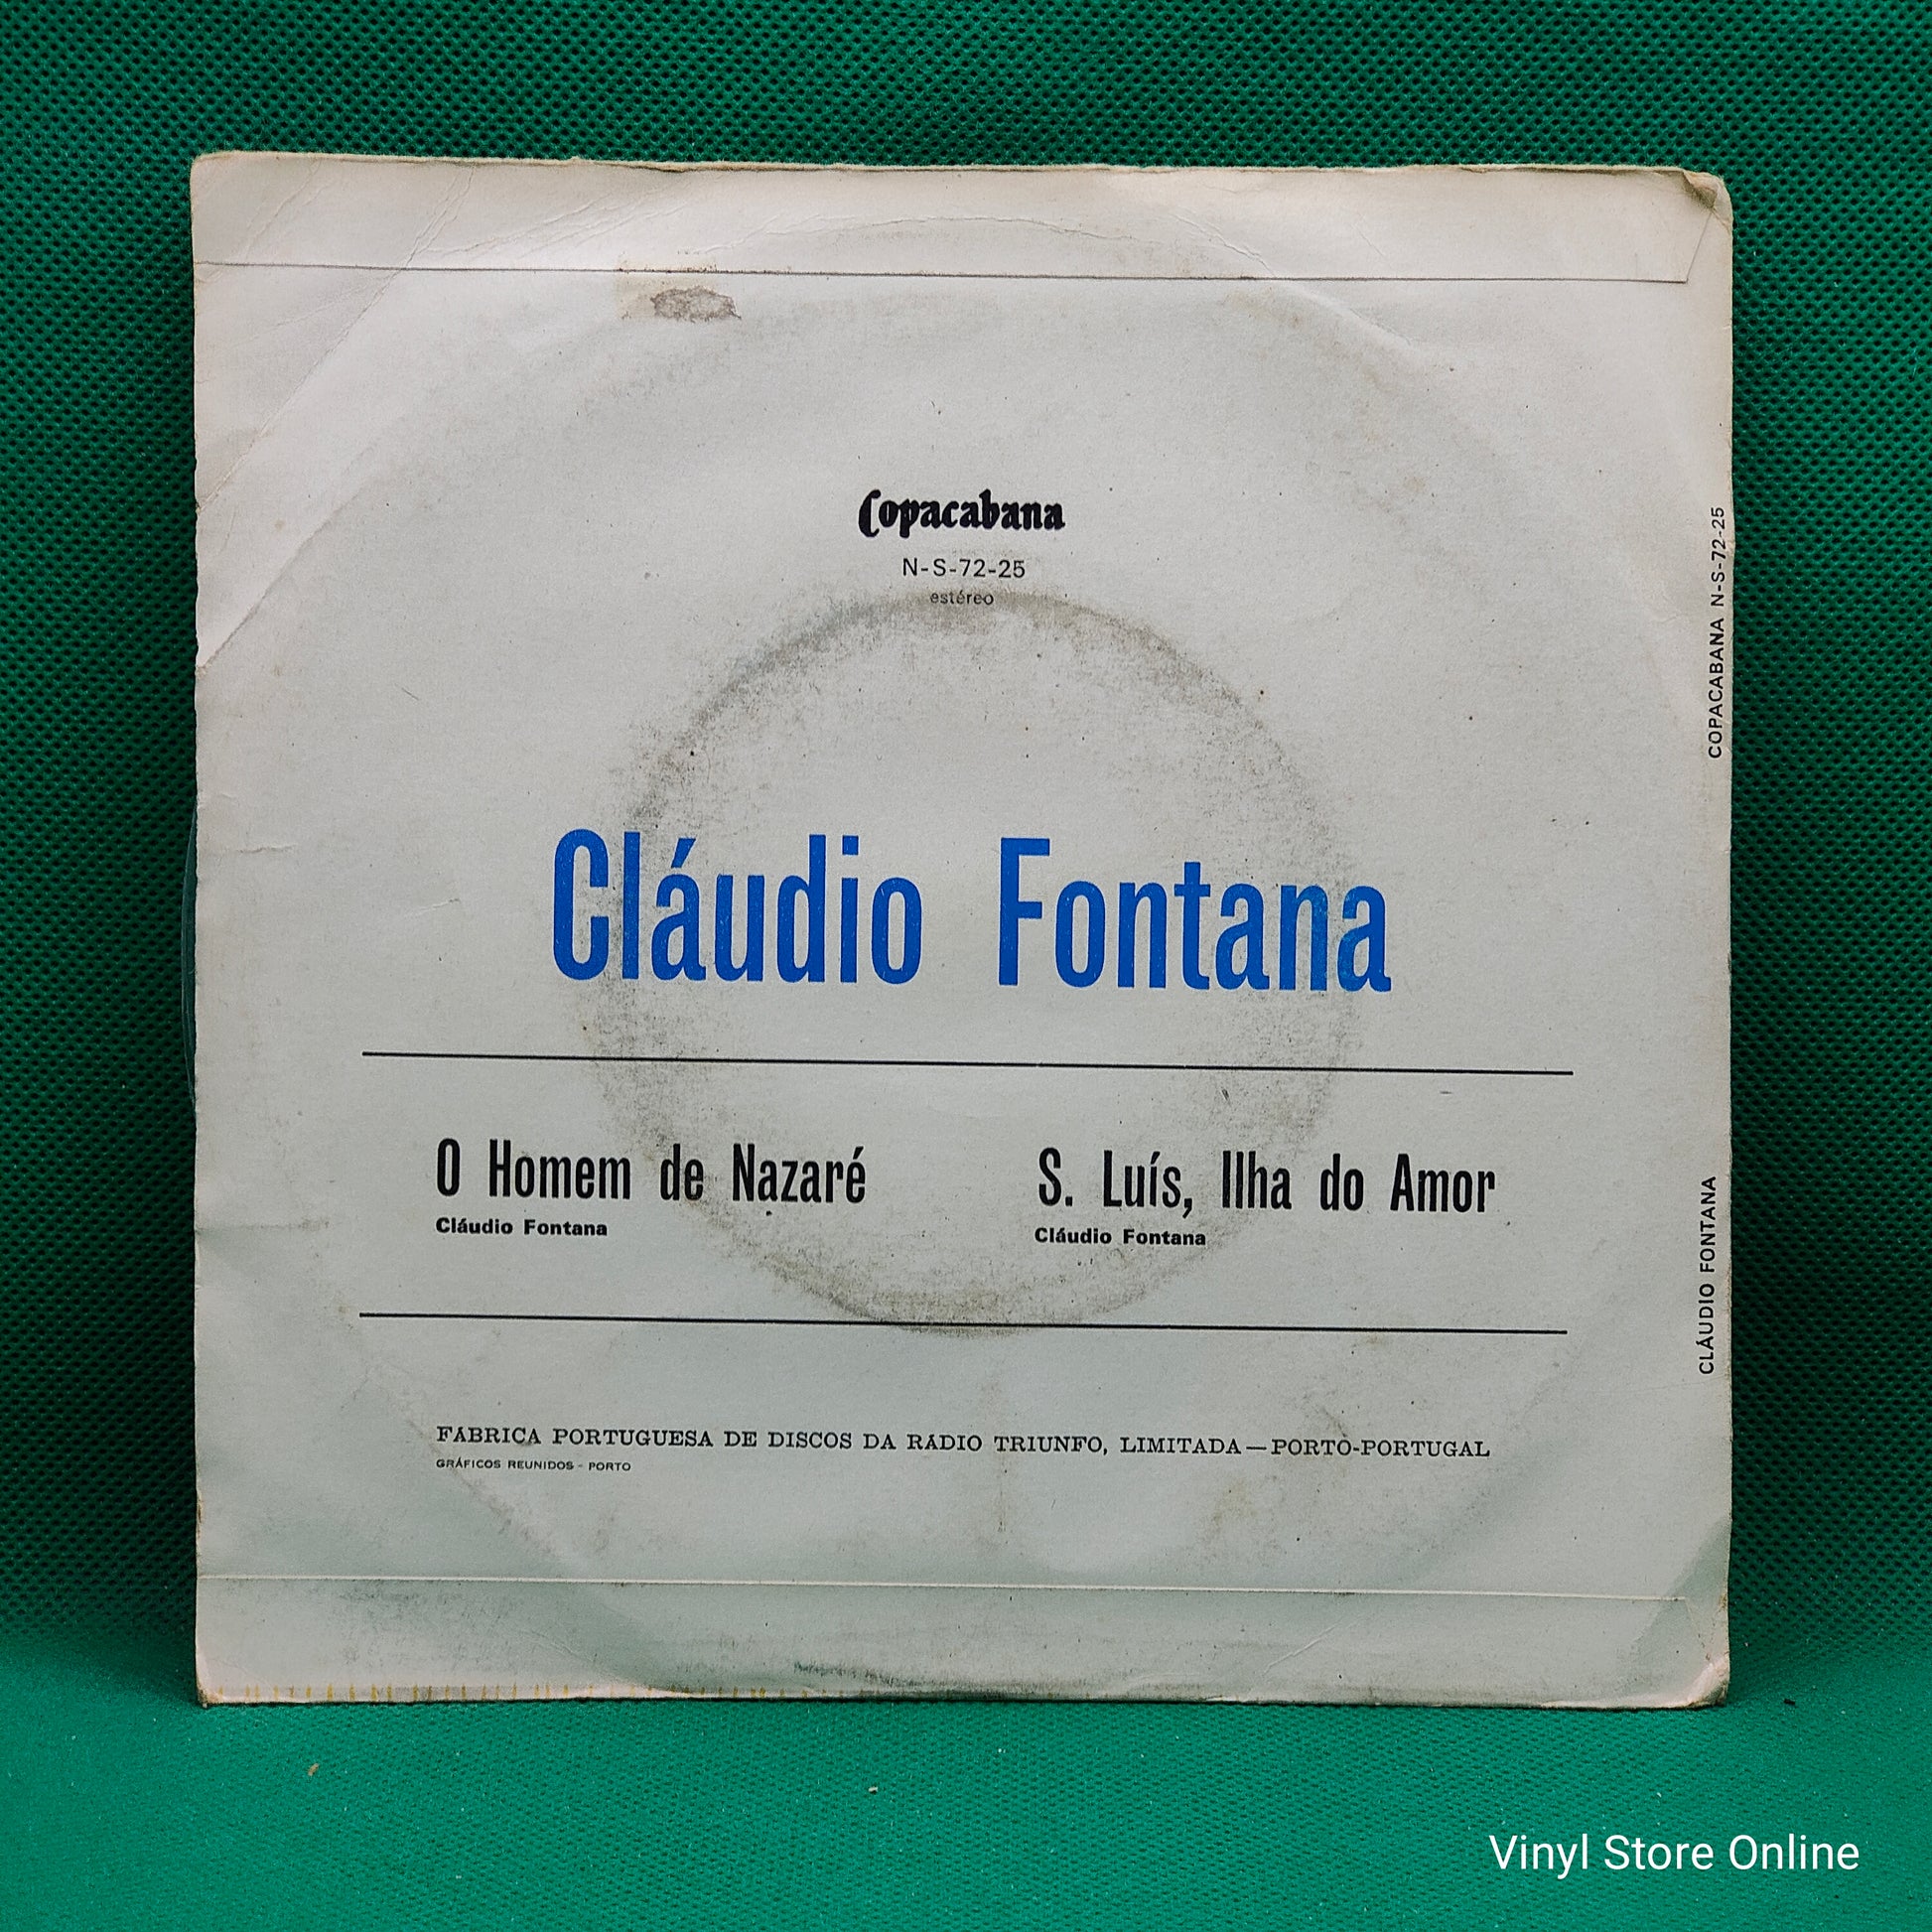 Copacabana
N-S-72-25
estéreo
COPACABANA N-S-72-25
Cláudio Fontana
O Homem de Nazaré
Cláudio Fontana
S. Luís, Ilha do Amor
Cláudio Fontana
CLÁUDIO FONTANA
FÁBRICA PORTUGUESA DE DISCOS DA RÁDIO TRIUNFO, LIMITADA — PORTO-PORTUGAL
GRÁFICOS REUNIDOS - PORTO
Vinyl Store Online